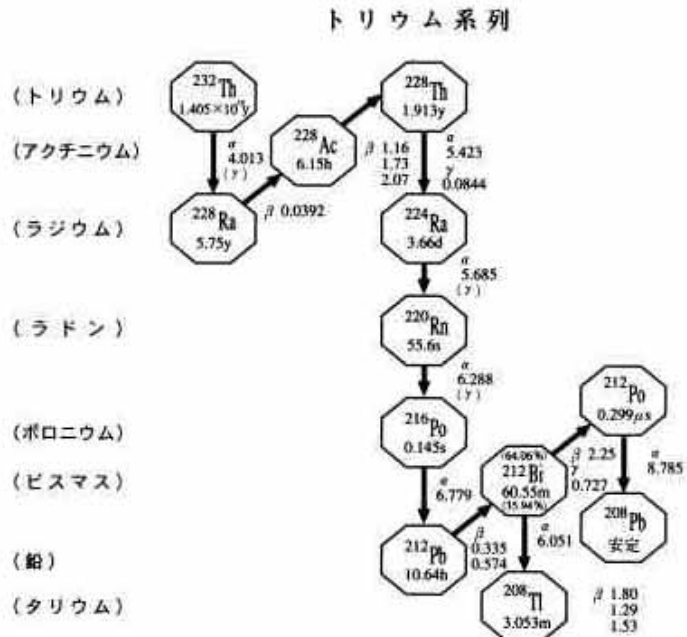 トリウム系列
(トリウム)
(アクチニウム)
(ラジウム)
(ラドン)
(ポロニウム)
(ビスマス)
(鉛)
(タリウム)
232Th
α
4.013
(γ)
228Ra
5.75y
β 0.0392
228Ac
6.15h
β 1.16
1.73
2.07
228Th
1.913y
α
5.423
γ
0.0844
224Ra
3.66d
α
5.685
(γ)
220Rn
55.6s
α
6.288
(γ)
216Po
0.145s
α
6.779
212Pb
10.64h
β
0.335
0.574
(64.06%)
212Bi
60.55m
(35.94%)
β 2.25
γ
0.727
α
6.051
212Po
0.299μs
α
8.785
208Pb
安定
208Tl
3.053m
β 1.80
1.29
1.53